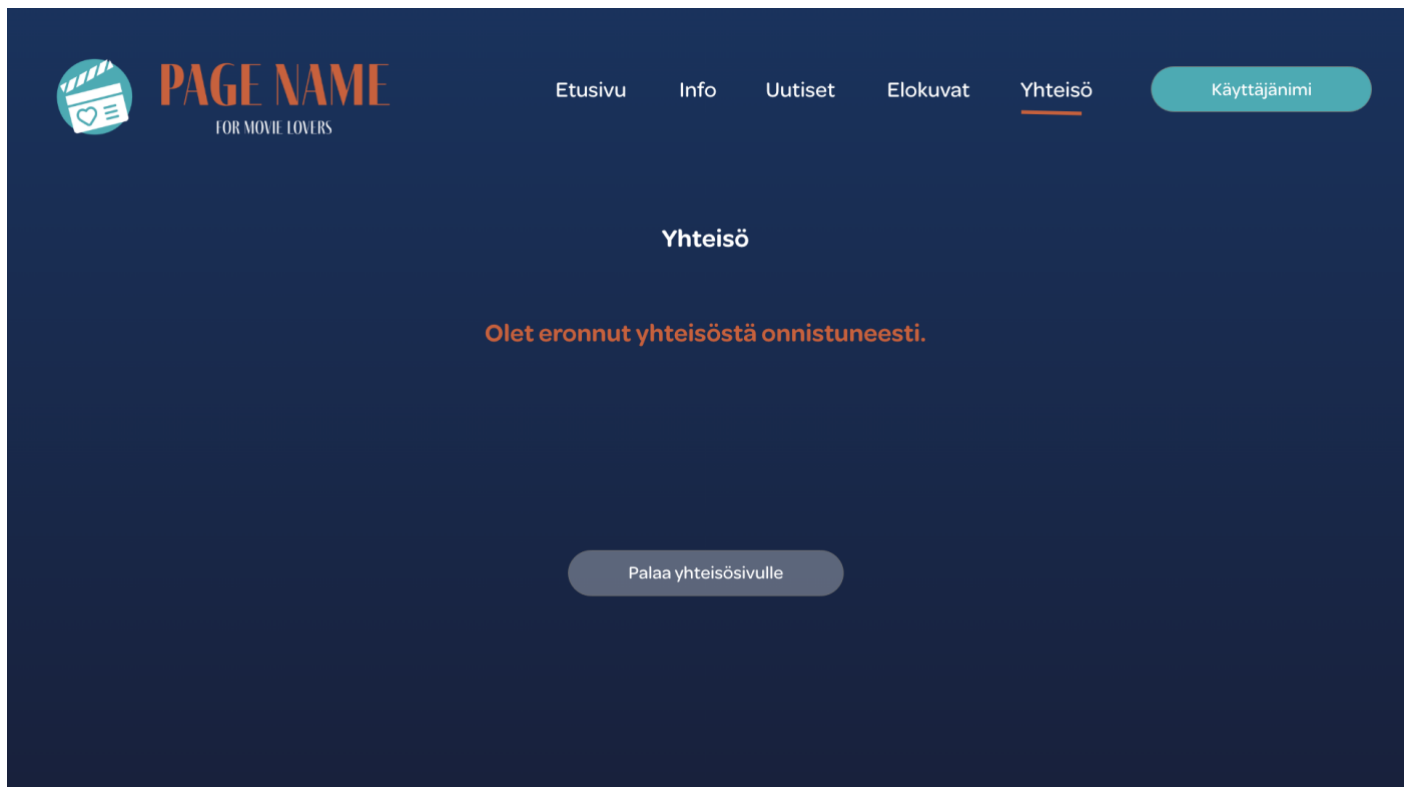 PAGE NAME
FOR MOVIE LOVERS
Etusivu Info Uutiset Elokuvat Yhteisö Käyttäjänimi
Yhteisö
Olet eronnut yhteisöstä onnistuneesti.
Palaa yhteisösivulle